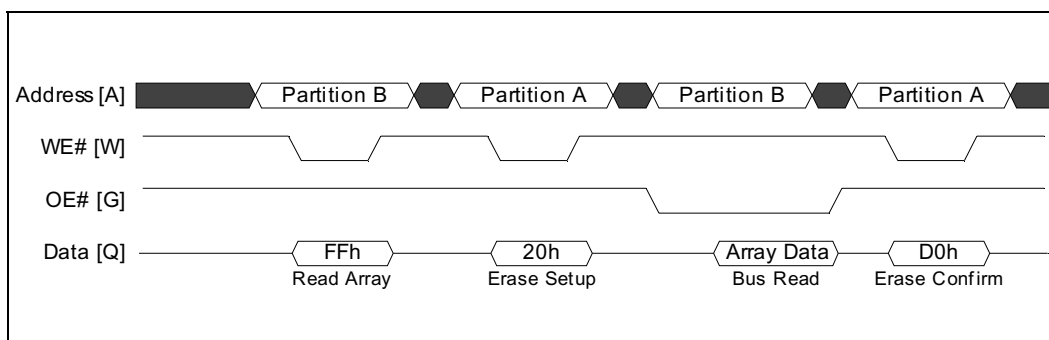 Address [A] Partition B Partition A Partition B Partition A
WE# [W]
OE# [G]
Data [Q] FFh 20h Array Data D0h
Read Array Erase Setup Bus Read Erase Confirm